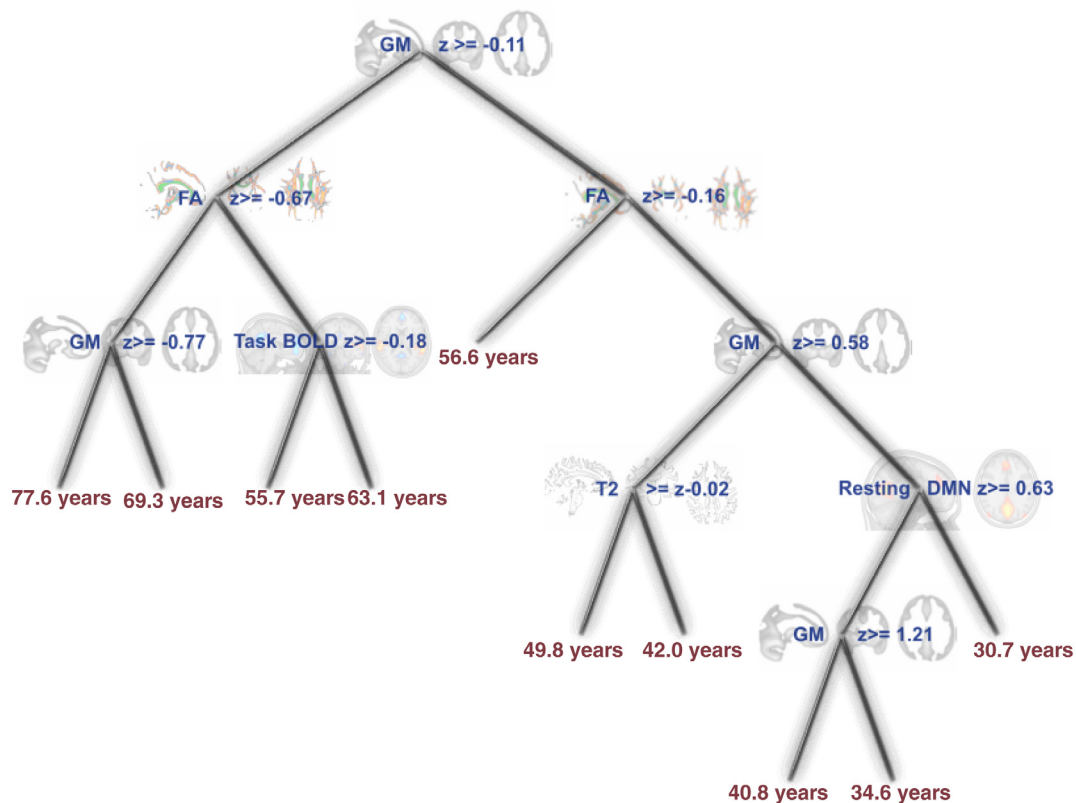 GM z >= -0.11
FA z>= -0.67
FA z>= -0.16
GM z>= -0.77
Task BOLD z>= -0.18
56.6 years
GM z>= 0.58
77.6 years
69.3 years
55.7 years
63.1 years
T2 >= z-0.02
Resting DMN z>= 0.63
49.8 years
42.0 years
GM z>= 1.21
30.7 years
40.8 years
34.6 years